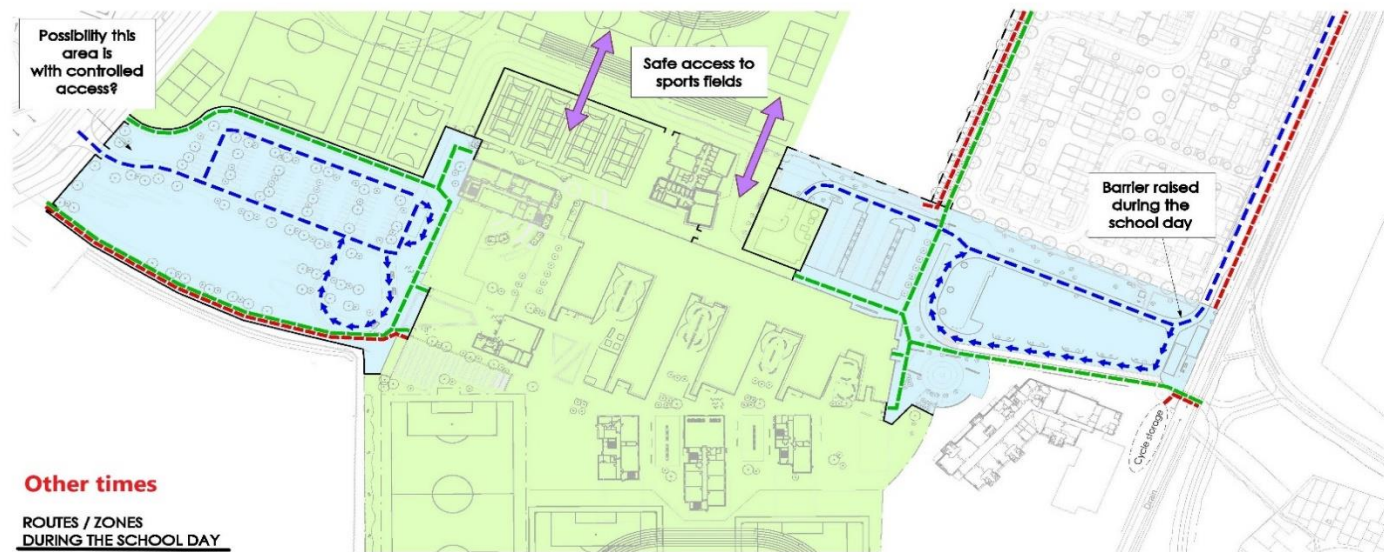 Possibility this
area is
with controlled
access?
Safe access to
sports fields
Barrier raised
during the
school day
Cycle storage
Drain
Other times
ROUTES / ZONES
DURING THE SCHOOL DAY